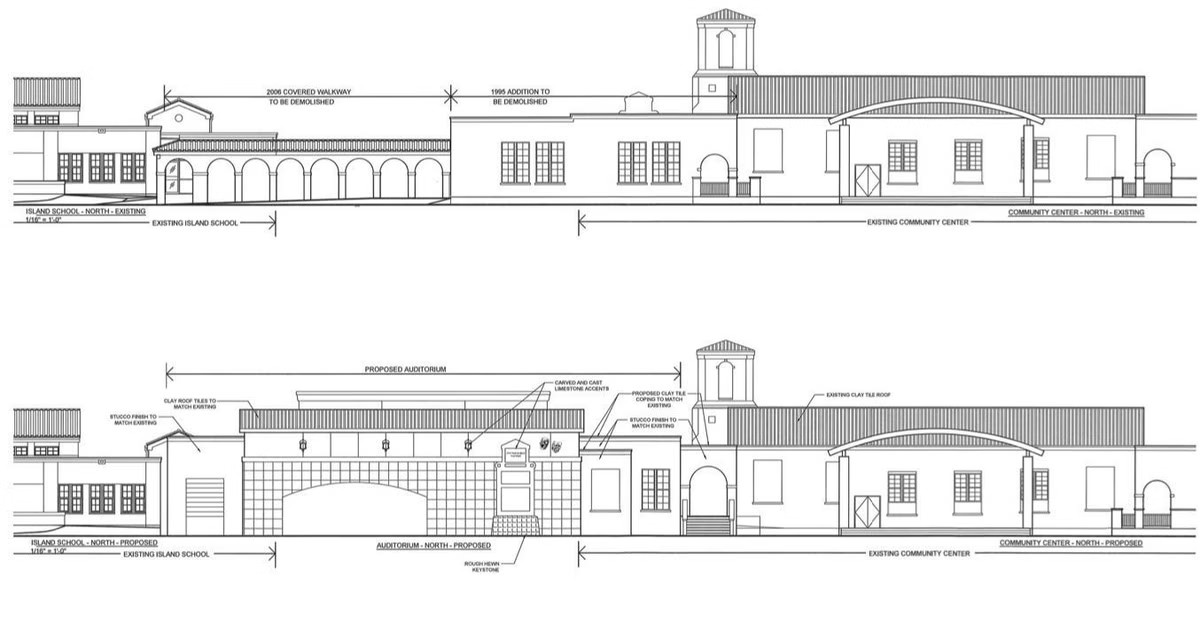 2006 COVERED WALKWAY
TO BE DEMOLISHED
1995 ADDITION TO
BE DEMOLISHED
ISLAND SCHOOL - NORTH - EXISTING
1/16" = 1'-0"
EXISTING ISLAND SCHOOL
COMMUNITY CENTER - NORTH - EXISTING
EXISTING COMMUNITY CENTER
PROPOSED AUDITORIUM
CARVED AND CAST
LIMESTONE ACCENTS
CLAY ROOF TILES TO
MATCH EXISTING
PROPOSED CLAY TILE
COPING TO MATCH
EXISTING
EXISTING CLAY TILE ROOF
STUCCO FINISH TO
MATCH EXISTING
STUCCO FINISH TO
MATCH EXISTING
ISLAND SCHOOL - NORTH - PROPOSED
1/16" = 1'-0"
EXISTING ISLAND SCHOOL
AUDITORIUM - NORTH - PROPOSED
ROUGH HEWN
KEYSTONE
COMMUNITY CENTER - NORTH - PROPOSED
EXISTING COMMUNITY CENTER